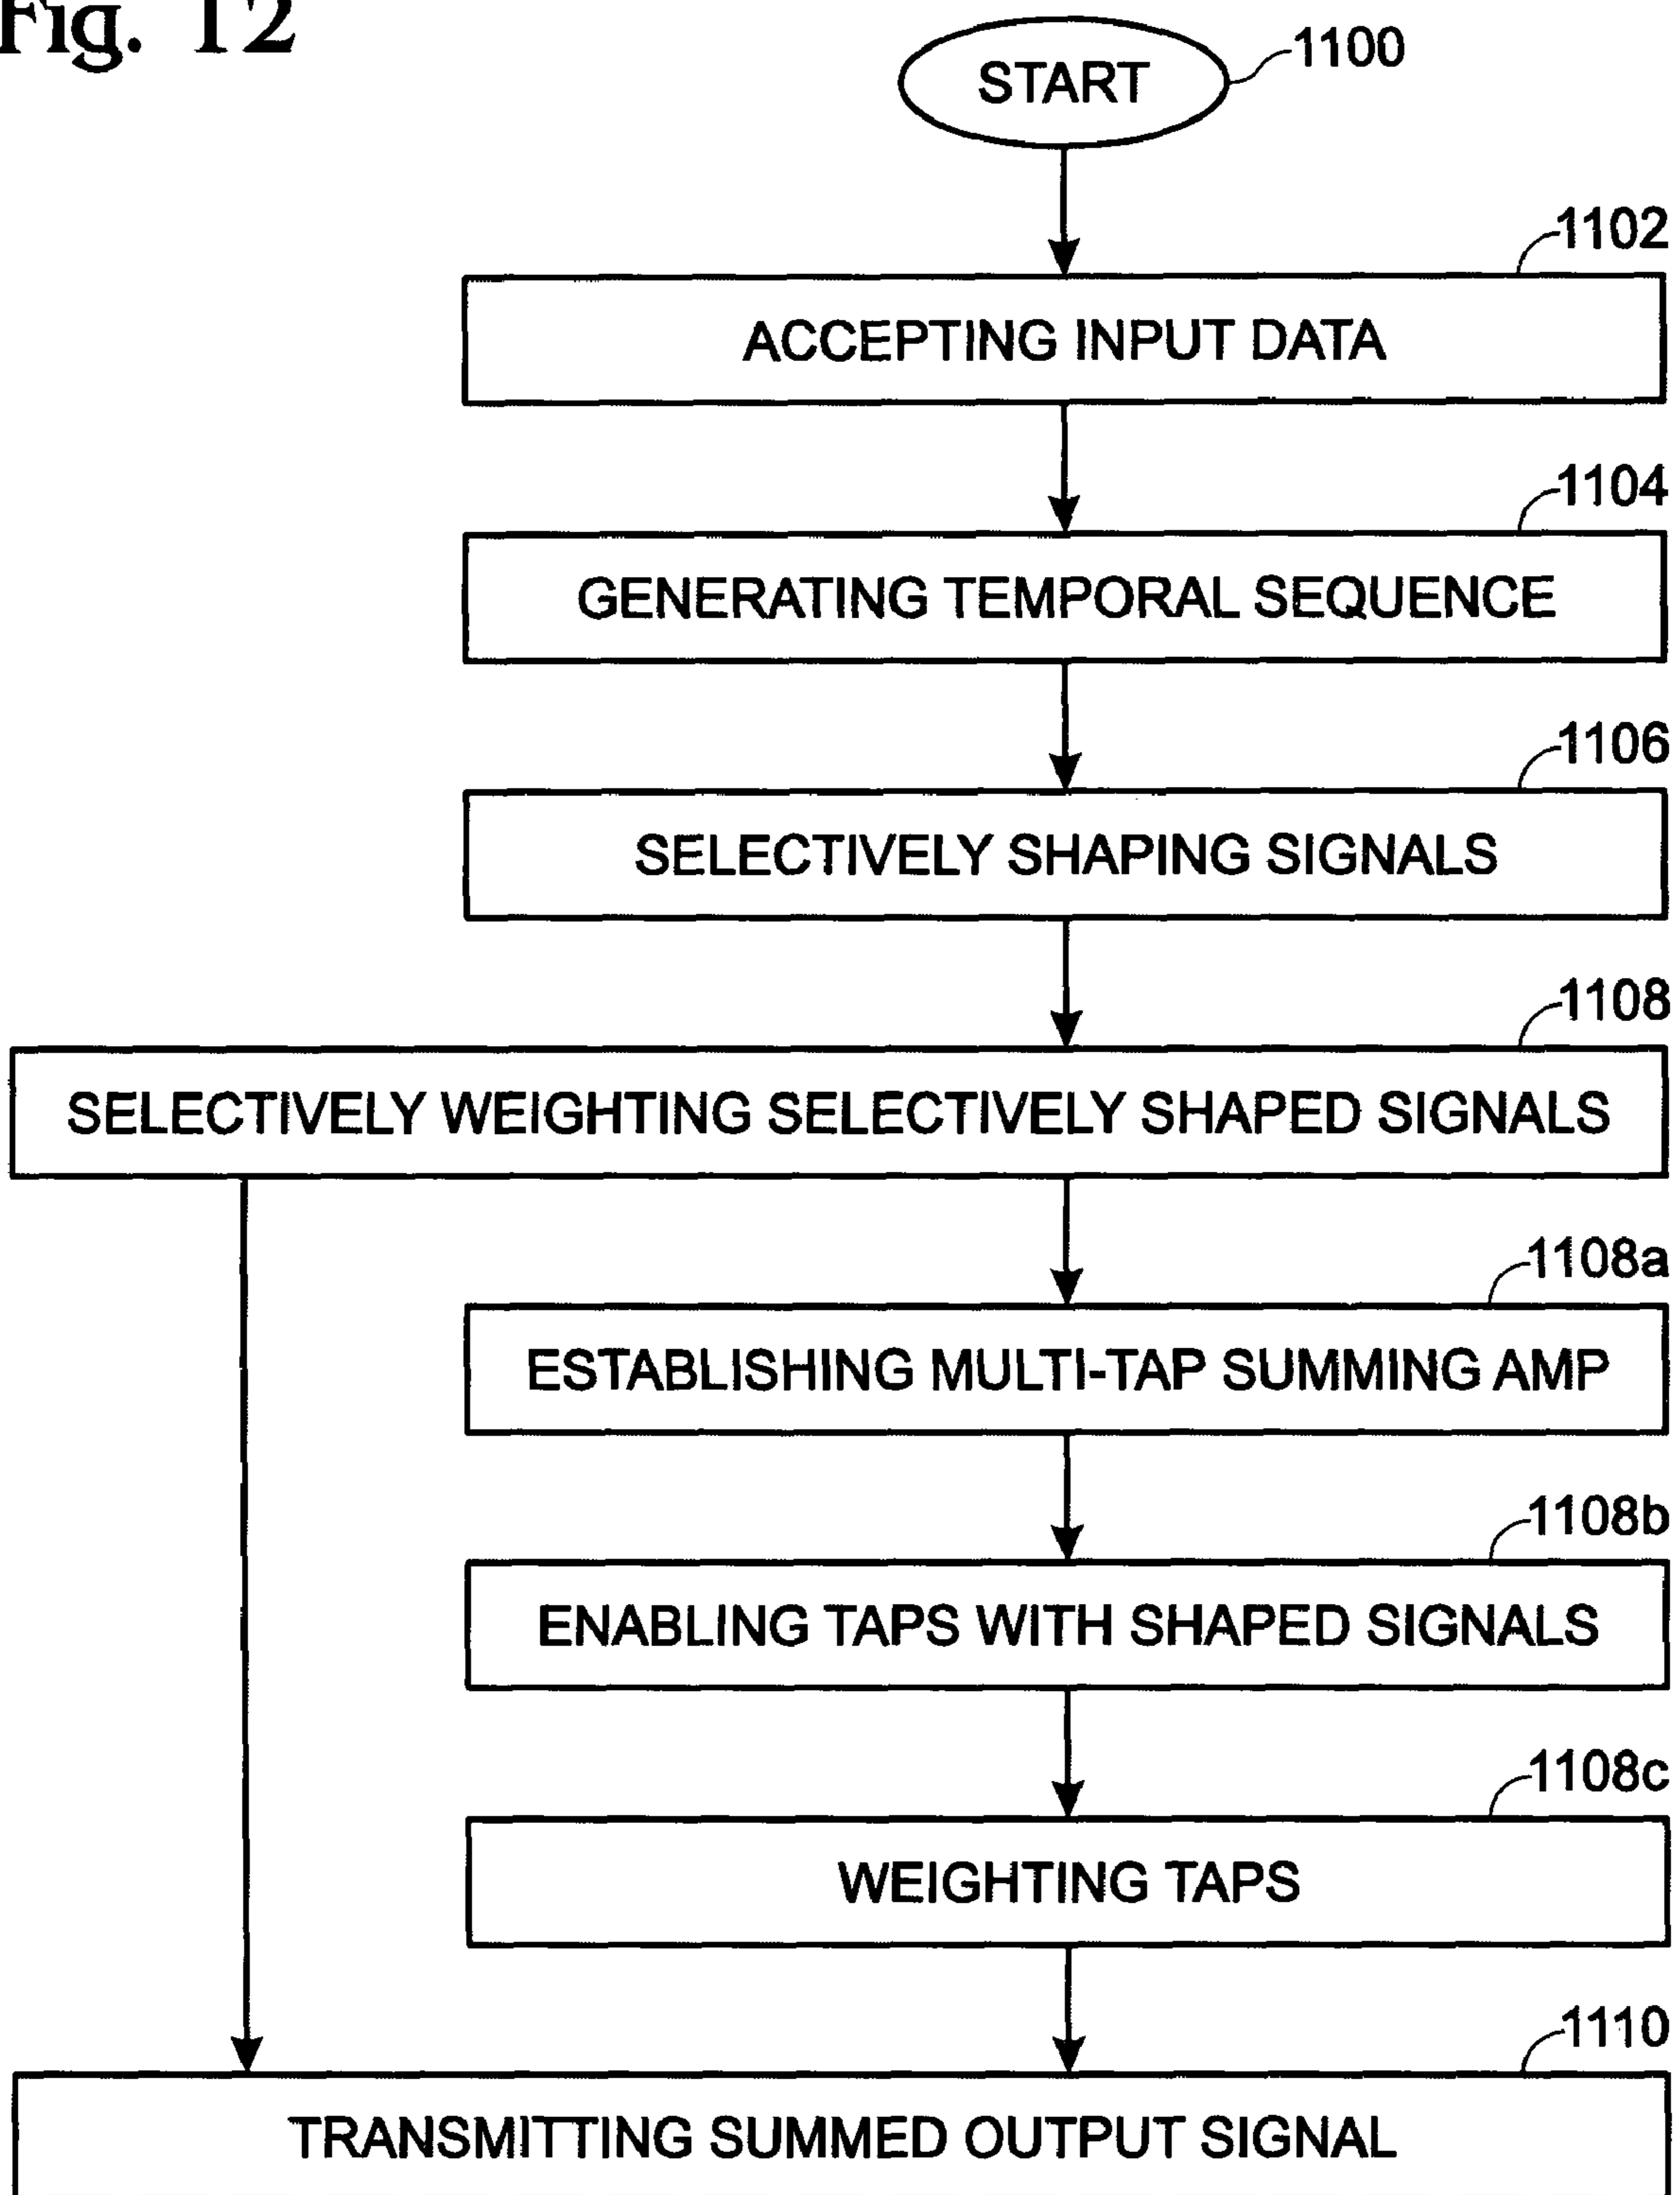 Fig. 12
START
1100
1102
ACCEPTING INPUT DATA
1104
GENERATING TEMPORAL SEQUENCE
1106
SELECTIVELY SHAPING SIGNALS
1108
SELECTIVELY WEIGHTING SELECTIVELY SHAPED SIGNALS
1108a
ESTABLISHING MULTI-TAP SUMMING AMP
1108b
ENABLING TAPS WITH SHAPED SIGNALS
1108c
WEIGHTING TAPS
1110
TRANSMITTING SUMMED OUTPUT SIGNAL